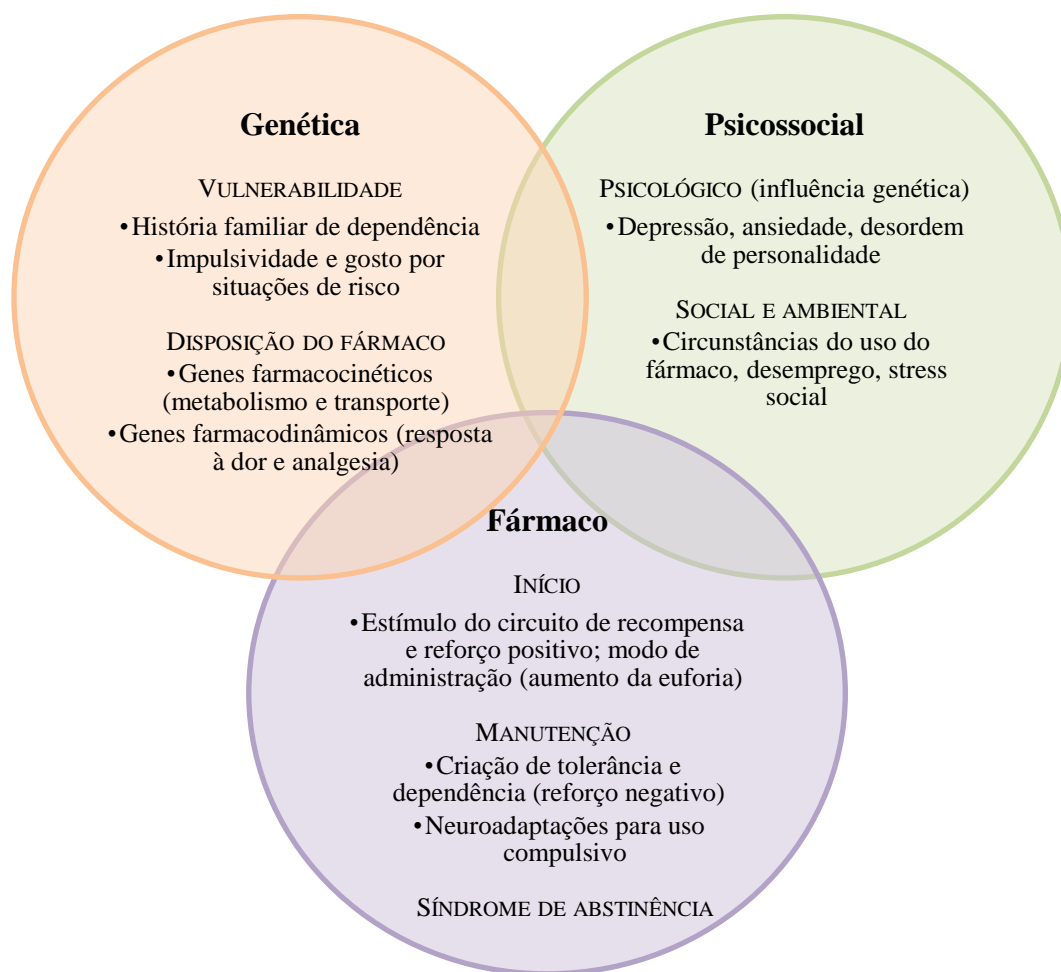 Genética
VULNERABILIDADE
•História familiar de dependência
•Impulsividade e gosto por
situações de risco
DISPOSIÇÃO DO FÁRMACO
•Genes farmacocinéticos
(metabolismo e transporte)
•Genes farmacodinâmicos (resposta
à dor e analgesia)
Psicossocial
PSICOLÓGICO (influência genética)
•Depressão, ansiedade, desordem
de personalidade
SOCIAL E AMBIENTAL
•Circunstâncias do uso do
fármaco, desemprego, stress
social
Fármaco
INÍCIO
•Estímulo do circuito de recompensa
e reforço positivo; modo de
administração (aumento da euforia)
MANUTENÇÃO
•Criação de tolerância e
dependência (reforço negativo)
•Neuroadaptações para uso
compulsivo
SÍNDROME DE ABSTINÊNCIA